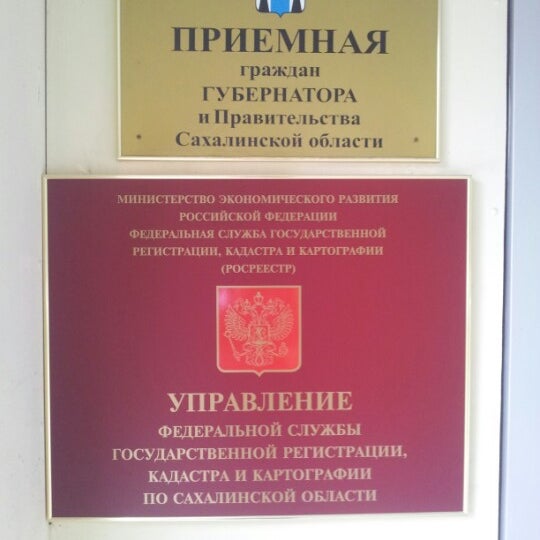 ПРИЕМНАЯ
граждан
ГУБЕРНАТОРА
и Правительства
Сахалинской области
МИНИСТЕРСТВО ЭКОНОМИЧЕСКОГО РАЗВИТИЯ
РОССИЙСКОЙ ФЕДЕРАЦИИ
ФЕДЕРАЛЬНАЯ СЛУЖБА ГОСУДАРСТВЕННОЙ
РЕГИСТРАЦИИ, КАДАСТРА И КАРТОГРАФИИ
(РОСРЕЕСТР)
УПРАВЛЕНИЕ
ФЕДЕРАЛЬНОЙ СЛУЖБЫ
ГОСУДАРСТВЕННОЙ РЕГИСТРАЦИИ,
КАДАСТРА И КАРТОГРАФИИ
ПО САХАЛИНСКОЙ ОБЛАСТИ